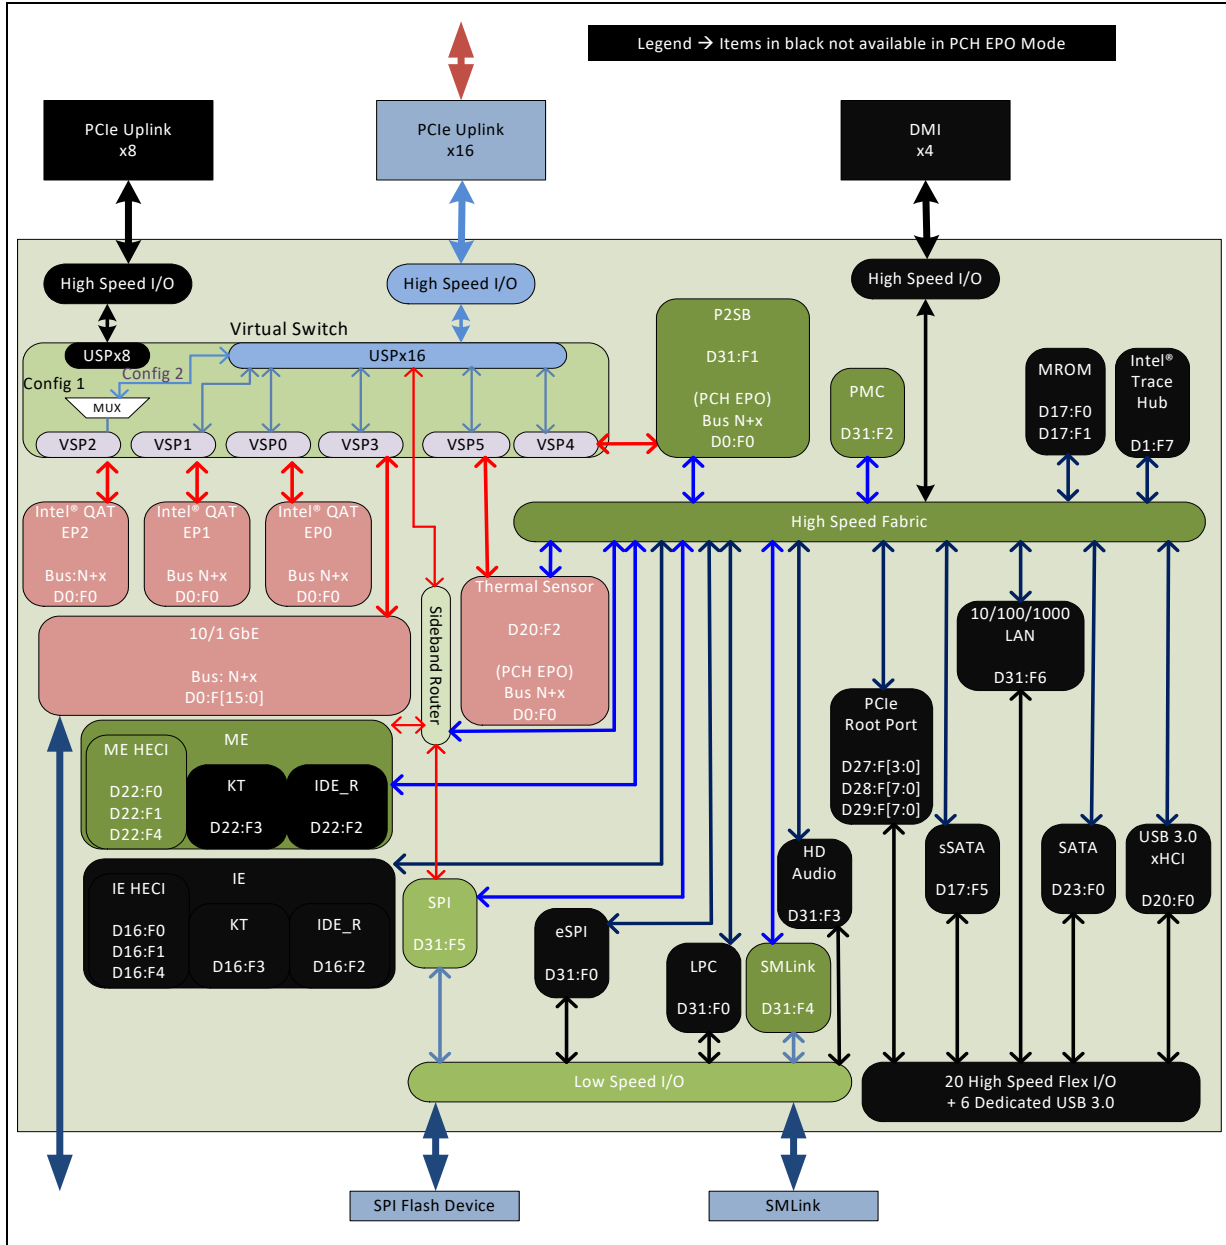 Legend → Items in black not available in PCH EPO Mode
PCIe Uplink
x8
PCIe Uplink
x16
DMI
x4
High Speed I/O
High Speed I/O
High Speed I/O
Virtual Switch
USPx8
USPx16
Config 1
Config 2
MUX
VSP2
VSP1
VSP0
VSP3
VSP5
VSP4
P2SB
D31:F1
(PCH EPO)
Bus N+x
D0:F0
PMC
D31:F2
MROM
D17:F0
D17:F1
Intel®
Trace
Hub
D1:F7
Intel® QAT
EP2
Bus:N+x
D0:F0
Intel® QAT
EP1
Bus N+x
D0:F0
Intel® QAT
EP0
Bus N+x
D0:F0
High Speed Fabric
Thermal Sensor
D20:F2
(PCH EPO)
Bus N+x
D0:F0
Sideband Router
10/1 GbE
Bus: N+x
D0:F[15:0]
10/100/1000
LAN
D31:F6
PCIe
Root Port
D27:F[3:0]
D28:F[7:0]
D29:F[7:0]
ME
ME HECI
D22:F0
D22:F1
D22:F4
KT
D22:F3
IDE_R
D22:F2
IE
IE HECI
D16:F0
D16:F1
D16:F4
KT
D16:F3
IDE_R
D16:F2
SPI
D31:F5
eSPI
D31:F0
LPC
D31:F0
SMLink
D31:F4
HD
Audio
D31:F3
sSATA
D17:F5
SATA
D23:F0
USB 3.0
xHCI
D20:F0
Low Speed I/O
20 High Speed Flex I/O
+ 6 Dedicated USB 3.0
SPI Flash Device
SMLink